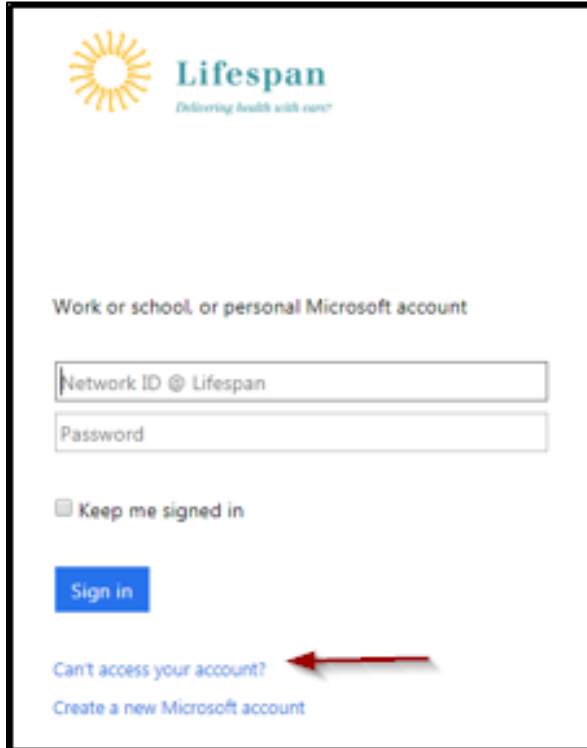 Lifespan
Delivering health with care®
Work or school, or personal Microsoft account
Network ID @ Lifespan
Password
Keep me signed in
Sign in
Can't access your account?
Create a new Microsoft account